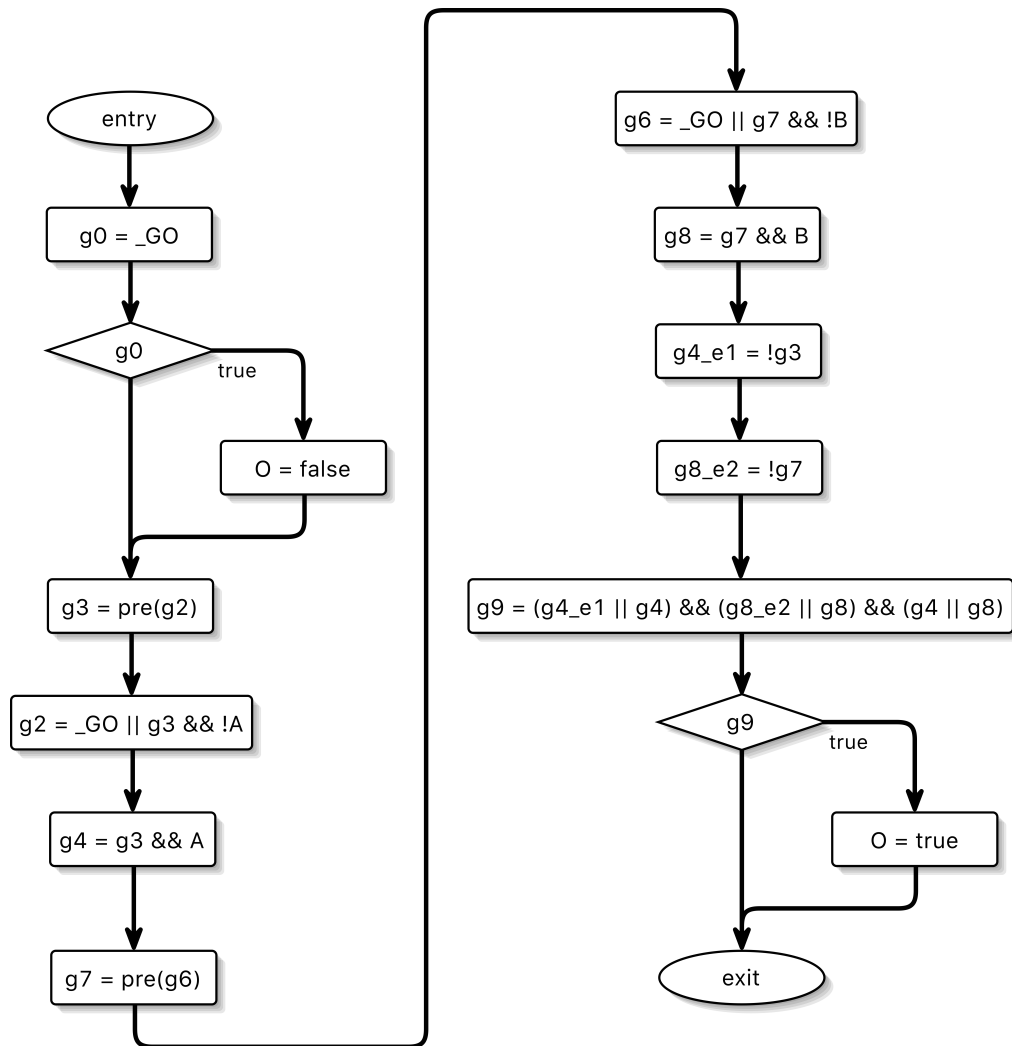 entry
g0 = _GO
g0
true
O = false
g3 = pre(g2)
g2 = _GO || g3 && !A
g4 = g3 && A
g7 = pre(g6)
g6 = _GO || g7 && !B
g8 = g7 && B
g4_e1 = !g3
g8_e2 = !g7
g9 = (g4_e1 || g4) && (g8_e2 || g8) && (g4 || g8)
g9
true
O = true
exit